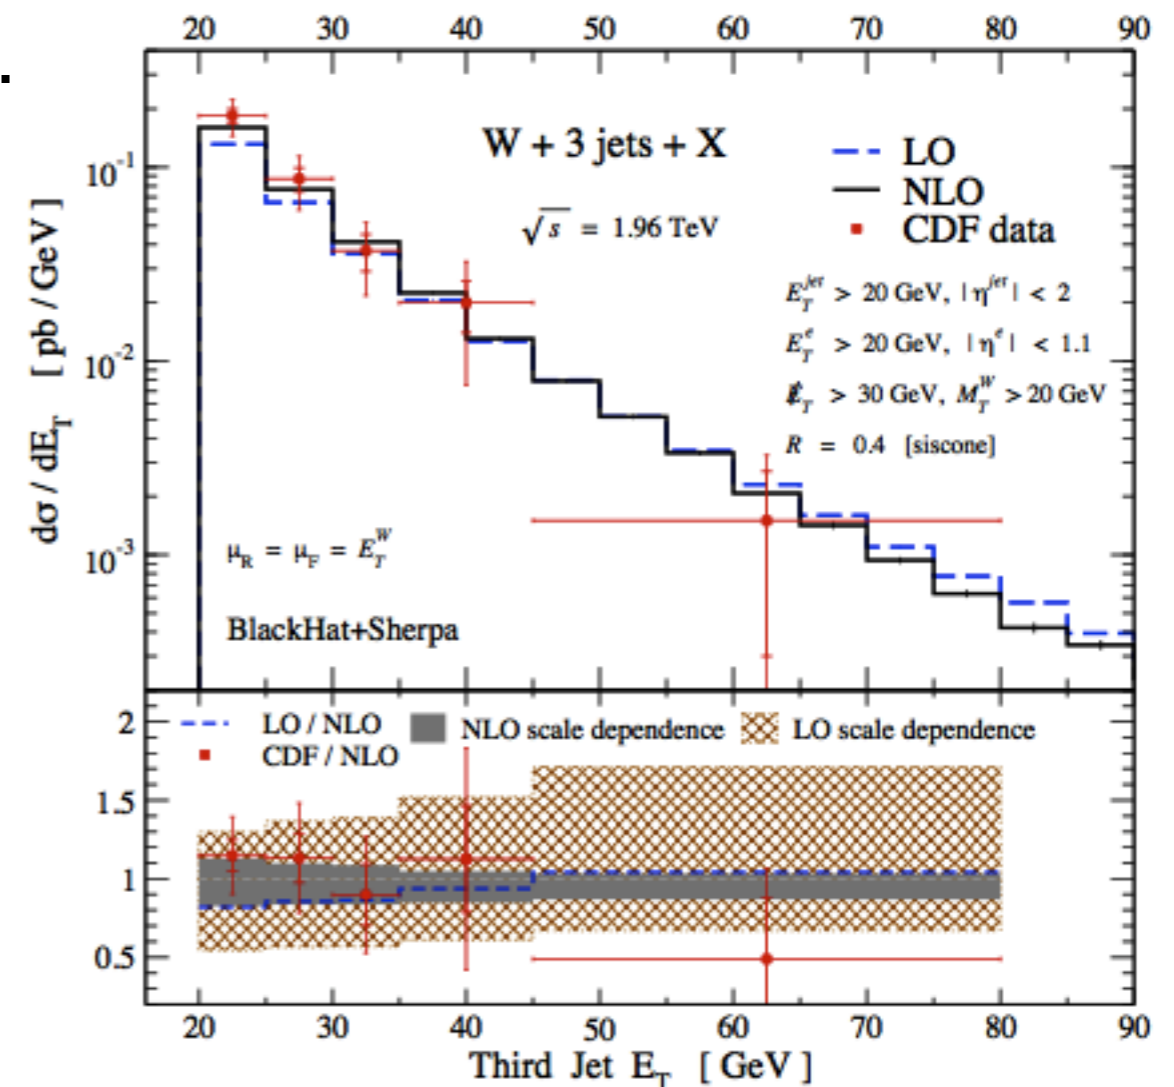 .
20 30 40 50 60 70 80 90
W + 3 jets + X
√s = 1.96 TeV
LO
NLO
CDF data
E_T^jet > 20 GeV, |η^jet| < 2
E_T^e > 20 GeV, |η^e| < 1.1
E̸_T > 30 GeV, M_T^W > 20 GeV
R = 0.4 [siscone]
10^-1
10^-2
10^-3
dσ / dE_T [ pb / GeV ]
μ_R = μ_F = E_T^W
BlackHat+Sherpa
LO / NLO
CDF / NLO
NLO scale dependence
LO scale dependence
2
1.5
1
0.5
20 30 40 50 60 70 80 90
Third Jet E_T [ GeV ]